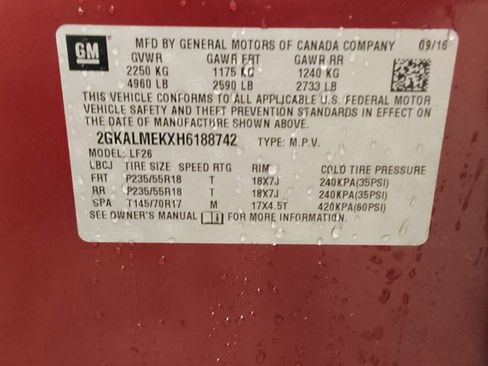 GM
MFD BY GENERAL MOTORS OF CANADA COMPANY 09/16
GVWR GAWR FRT GAWR RR
2250 KG 1175 KG 1240 KG
4960 LB 2590 LB 2733 LB
THIS VEHICLE CONFORMS TO ALL APPLICABLE U.S. FEDERAL MOTOR
VEHICLE SAFETY AND THEFT PREVENTION STANDARDS IN EFFECT ON
THE DATE OF MANUFACTURE SHOWN ABOVE.
2GKALMEKXH6188742 TYPE: M.P.V.
MODEL: LF26
LBCJ TIRE SIZE SPEED RTG RIM COLD TIRE PRESSURE
FRT P235/55R18 T 18X7J 240KPA(35PSI)
RR P235/55R18 T 18X7J 240KPA(35PSI)
SPA T145/70R17 M 17X4.5T 420KPA(60PSI)
SEE OWNER'S MANUAL FOR MORE INFORMATION.